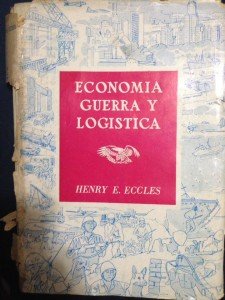 ECONOMIA
GUERRA Y
LOGISTICA
HENRY E. ECCLES